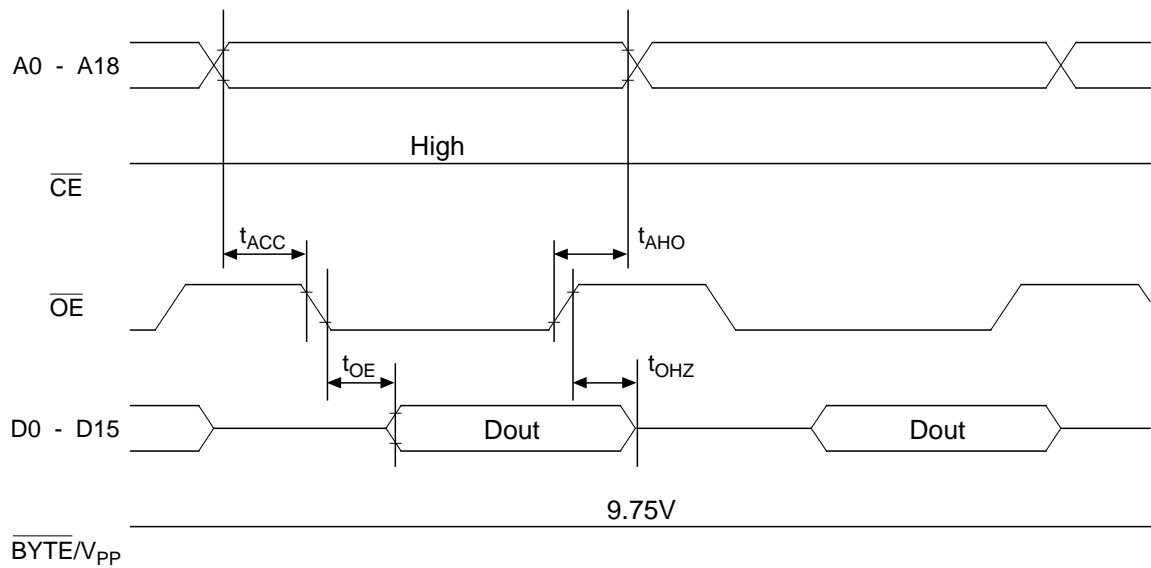 A0 - A18
High
CE
tACC
tAHO
OE
tOE
tOHZ
D0 - D15
Dout
Dout
9.75V
BYTE/VPP